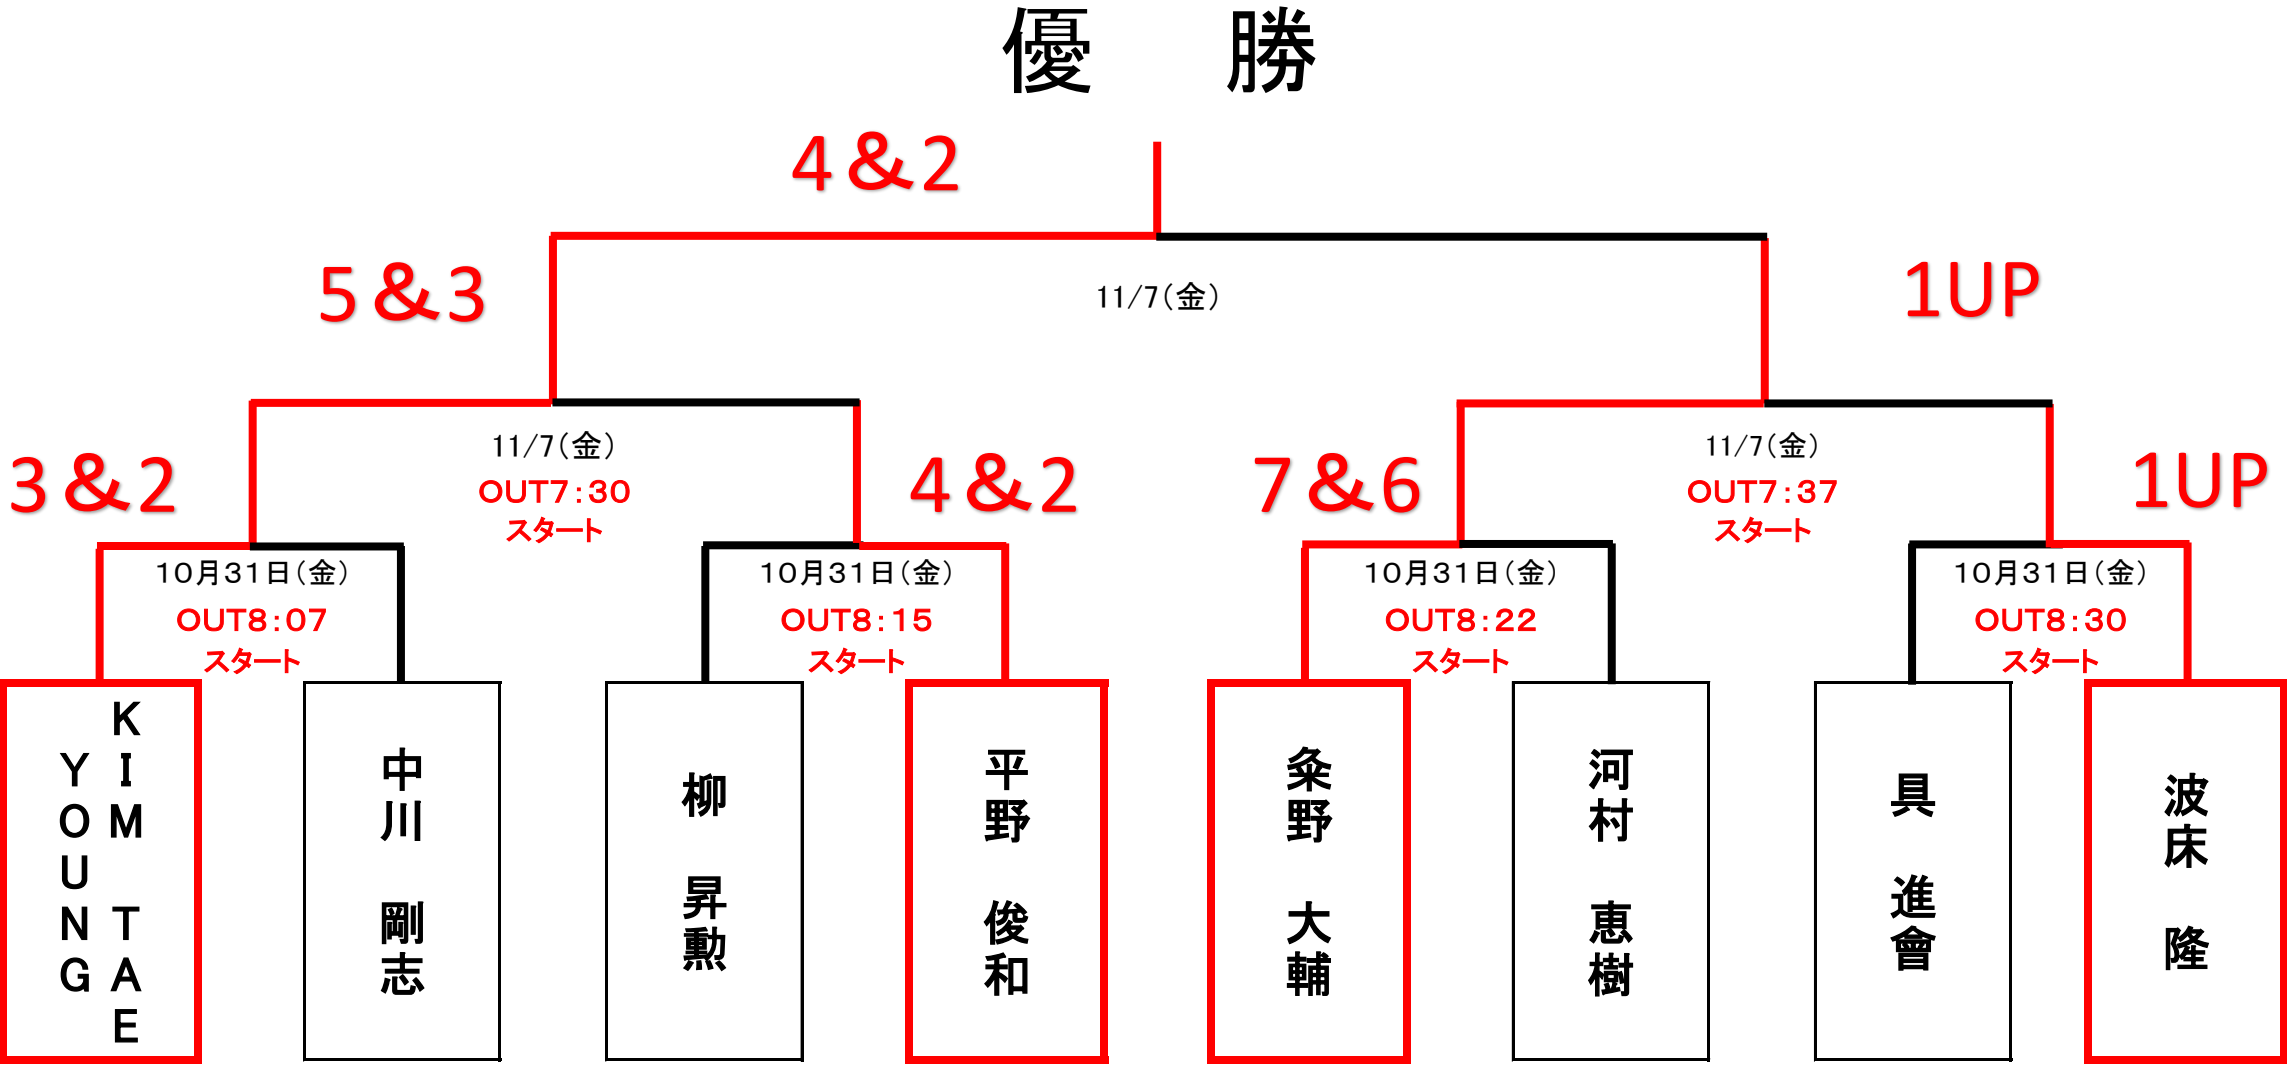 優　勝
4&2
5&3
11/7(金)
1UP
11/7(金)
OUT7:30
スタート
11/7(金)
OUT7:37
スタート
3&2
4&2
7&6
1UP
10月31日(金)
OUT8:07
スタート
10月31日(金)
OUT8:15
スタート
10月31日(金)
OUT8:22
スタート
10月31日(金)
OUT8:30
スタート
KIM TAE
YOUNG
中川　剛志
柳　昇勲
平野　俊和
粂野　大輔
河村　恵樹
具　進會
波床　隆